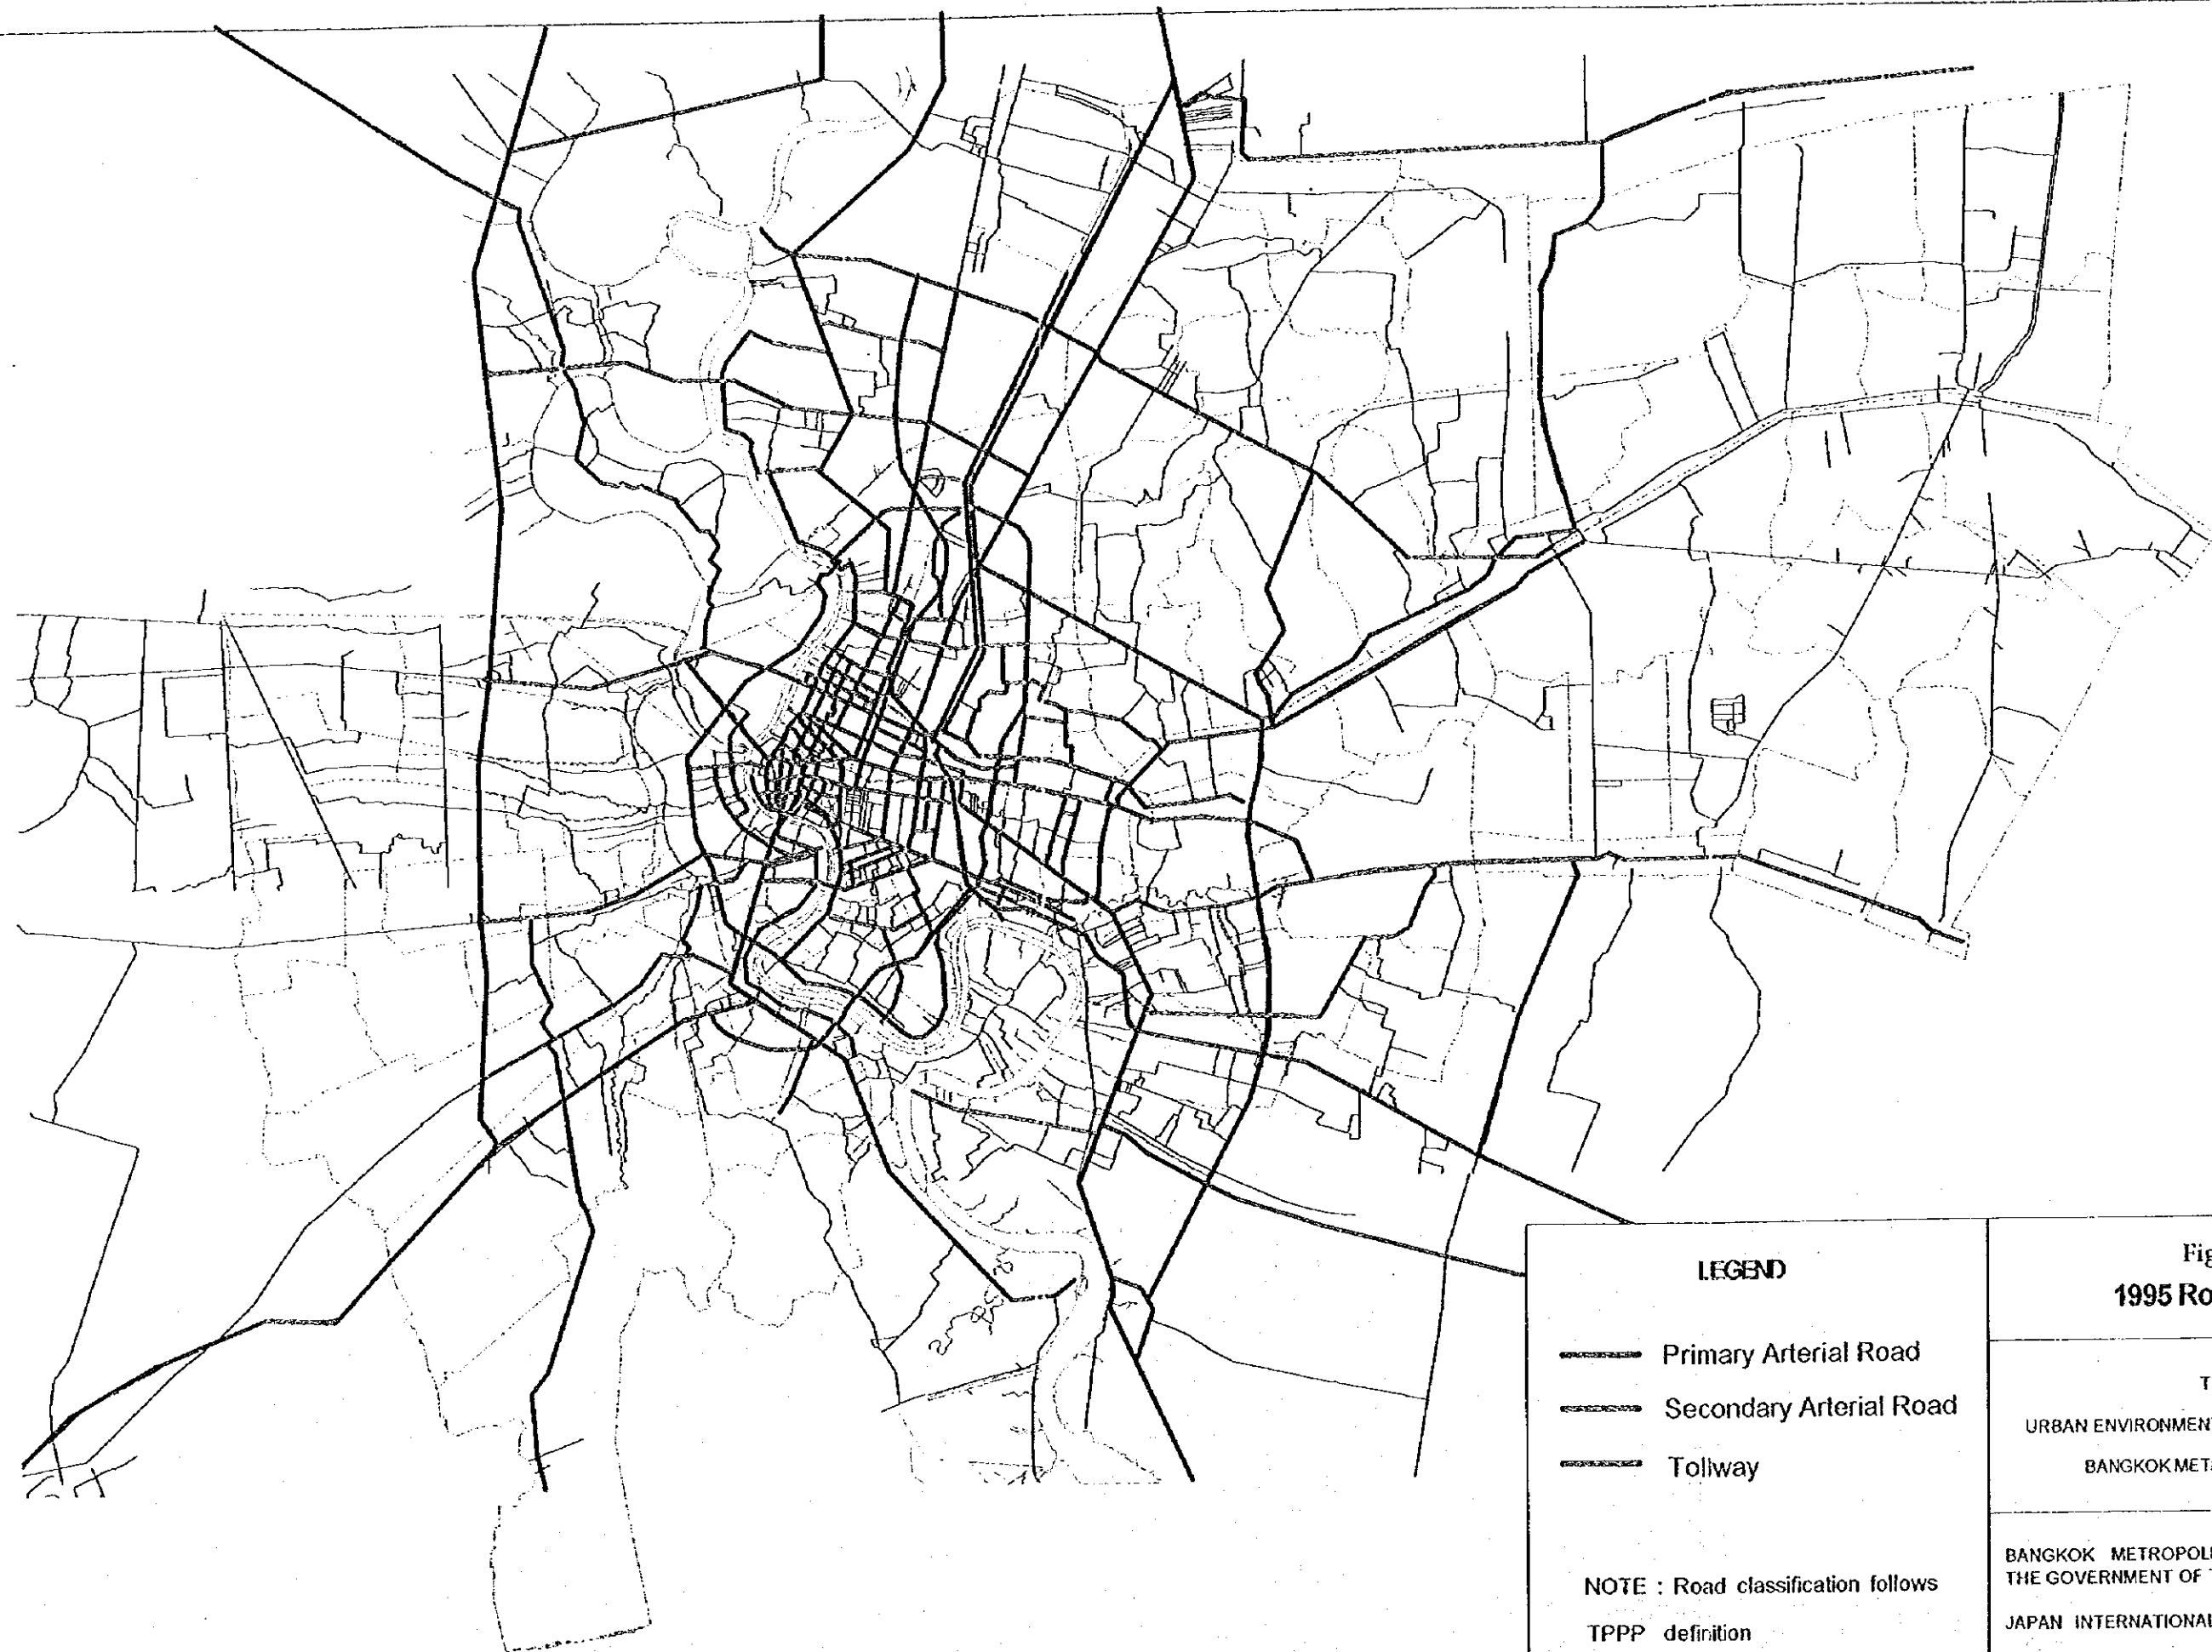 LEGEND
Primary Arterial Road
Secondary Arterial Road
Tollway
NOTE : Road classification follows
TPPP definition
Fig
1995 Ro
T
URBAN ENVIRONMEN
BANGKOK MET
BANGKOK METROPOL
THE GOVERNMENT OF
JAPAN INTERNATIONAL